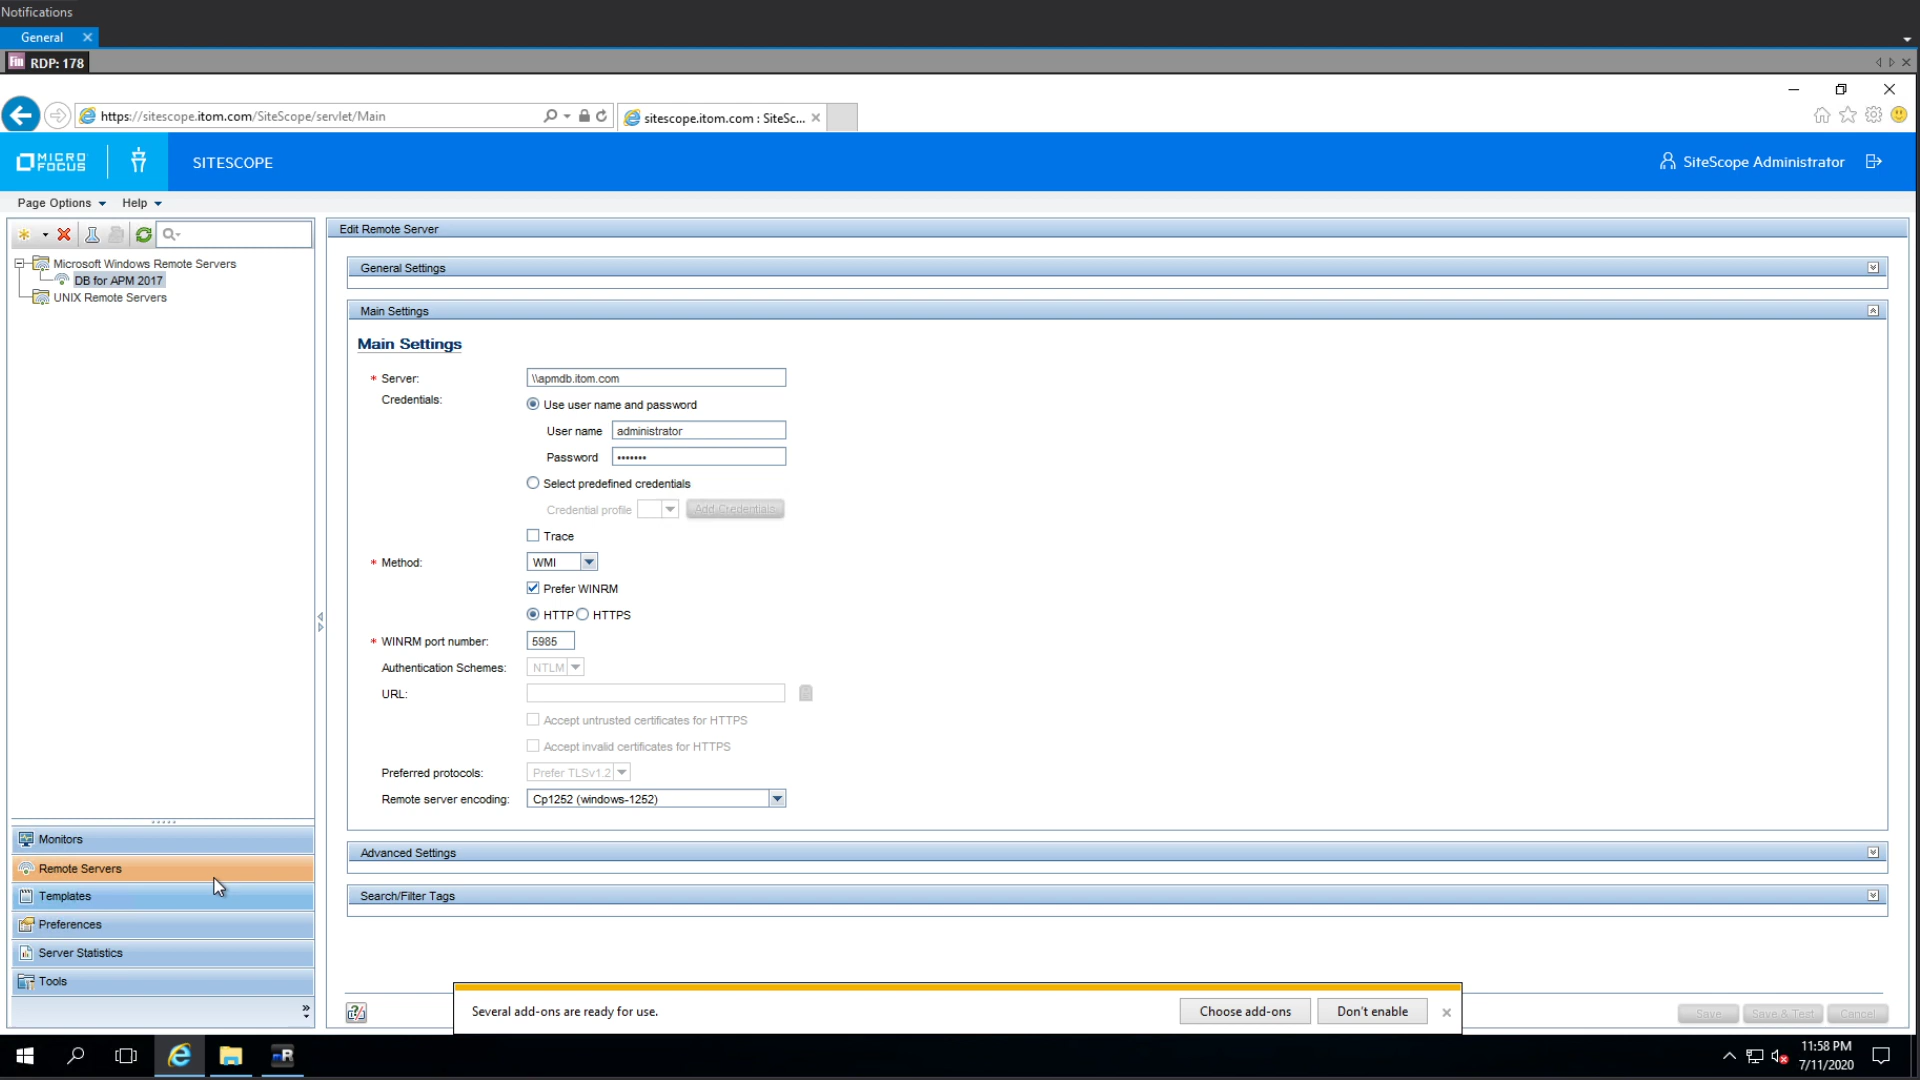 Notifications
General
Fin RDP: 178
https://sitescope.itom.com/SiteScope/servlet/Main
sitescope.itom.com : SiteSc...
MICRO FOCUS
SITESCOPE
SiteScope Administrator
Page Options Help
Edit Remote Server
General Settings
Microsoft Windows Remote Servers
DB for APM 2017
UNIX Remote Servers
Main Settings
Main Settings
* Server: \\apmdb.itom.com
Credentials: Use user name and password
User name administrator
Password •••••••
Select predefined credentials
Credential profile Add Credentials
Trace
* Method: WMI
Prefer WINRM
HTTP HTTPS
* WINRM port number: 5985
Authentication Schemes: NTLM
URL:
Accept untrusted certificates for HTTPS
Accept invalid certificates for HTTPS
Preferred protocols: Prefer TLSv1.2
Remote server encoding: Cp1252 (windows-1252)
Advanced Settings
Search/Filter Tags
Monitors
Remote Servers
Templates
Preferences
Server Statistics
Tools
Several add-ons are ready for use. Choose add-ons Don't enable
Save Save & Test Cancel
11:58 PM
7/11/2020